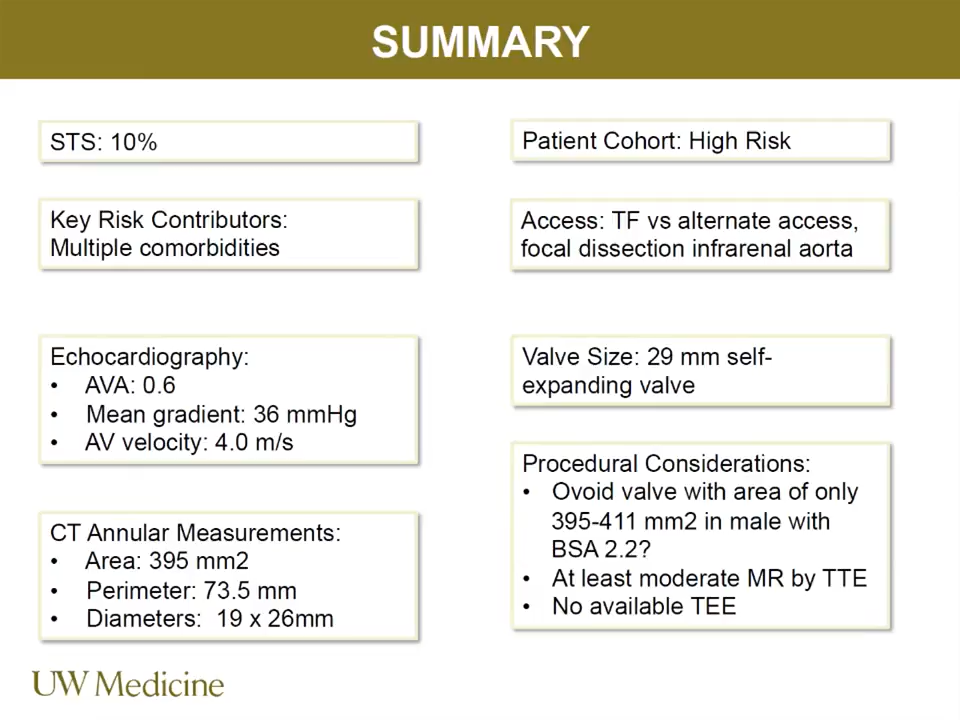 SUMMARY
STS: 10%
Key Risk Contributors:
Multiple comorbidities
Echocardiography:
• AVA: 0.6
• Mean gradient: 36 mmHg
• AV velocity: 4.0 m/s
CT Annular Measurements:
• Area: 395 mm2
• Perimeter: 73.5 mm
• Diameters: 19 x 26mm
Patient Cohort: High Risk
Access: TF vs alternate access,
focal dissection infrarenal aorta
Valve Size: 29 mm self-
expanding valve
Procedural Considerations:
• Ovoid valve with area of only
395-411 mm2 in male with
BSA 2.2?
• At least moderate MR by TTE
• No available TEE
UW Medicine